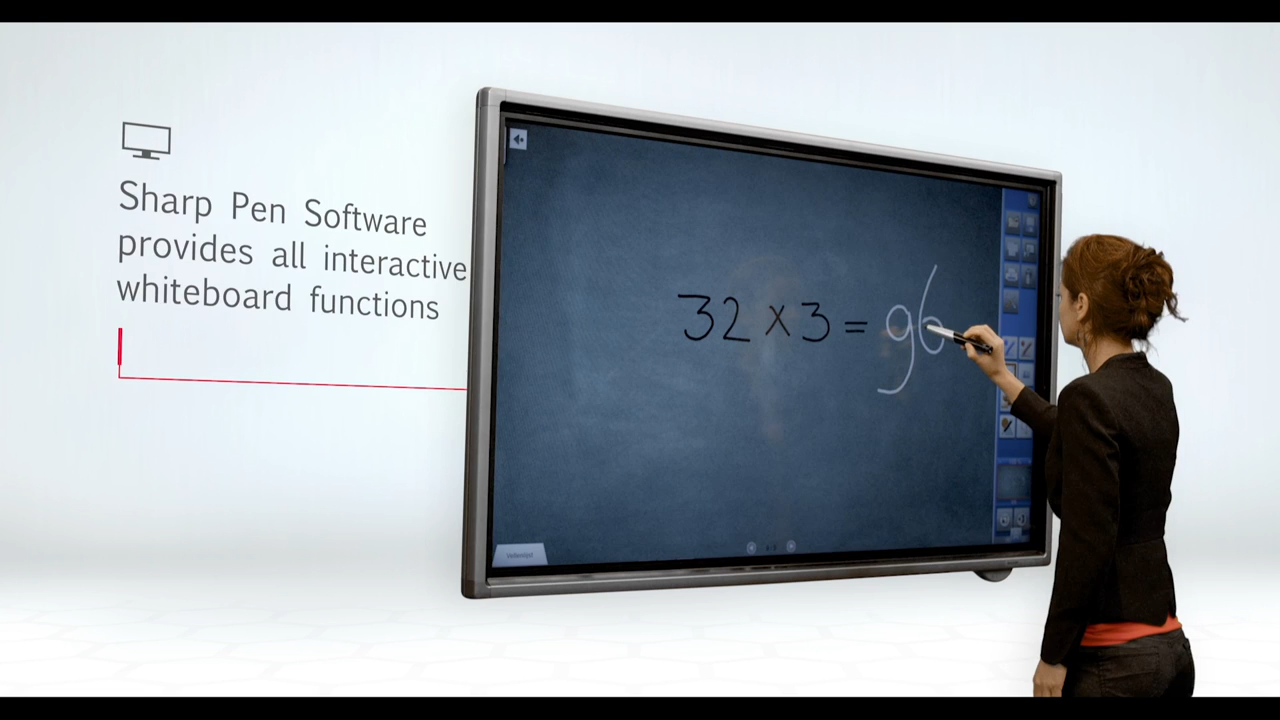 Sharp Pen Software
provides all interactive
whiteboard functions
32 x 3 = 96